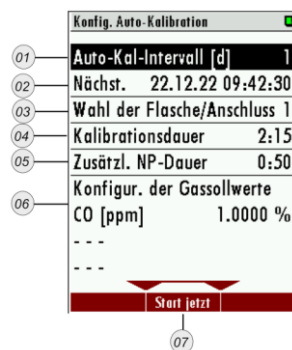 Konfig. Auto-Kalibration
01 Auto-Kal-Intervall [d] 1
02 Nächst. 22.12.22 09:42:30
03 Wahl der Flasche/Anschluss 1
04 Kalibrationsdauer 2:15
05 Zusätzl. NP-Dauer 0:50
Konfigur. der Gassollwerte
06 CO [ppm] 1.0000 %
- - -
- - -
Start jetzt
07